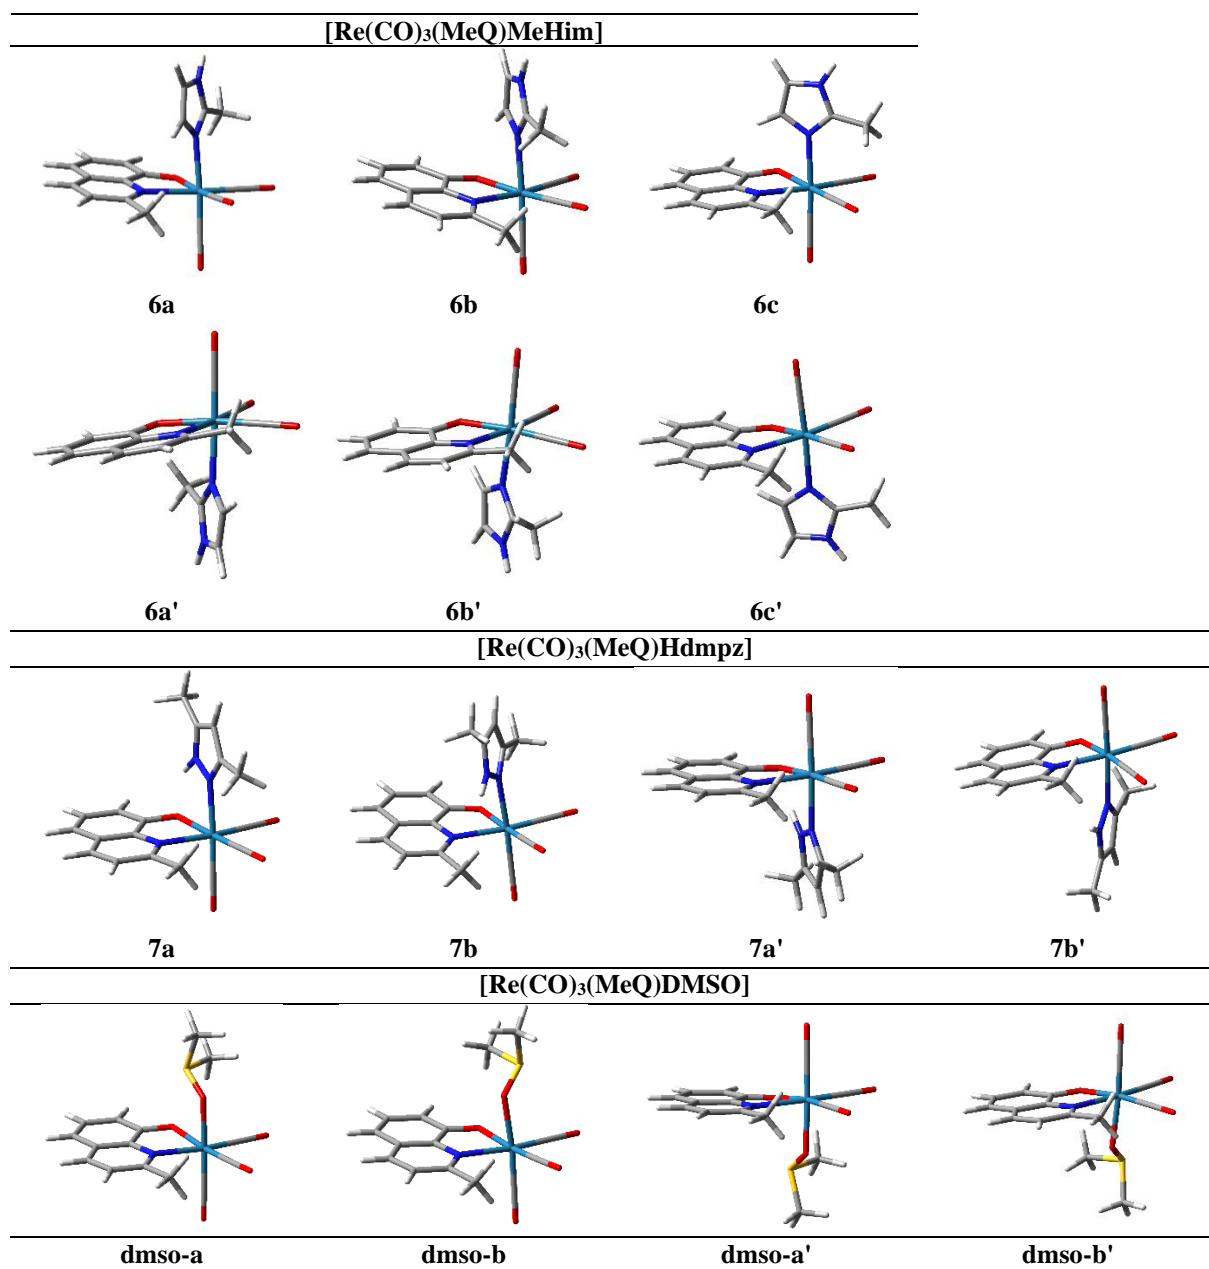 [Re(CO)₃(MeQ)MeHim]
6a 6b 6c
6a' 6b' 6c'
[Re(CO)₃(MeQ)Hdmpz]
7a 7b 7a' 7b'
[Re(CO)₃(MeQ)DMSO]
dmso-a dmso-b dmso-a' dmso-b'